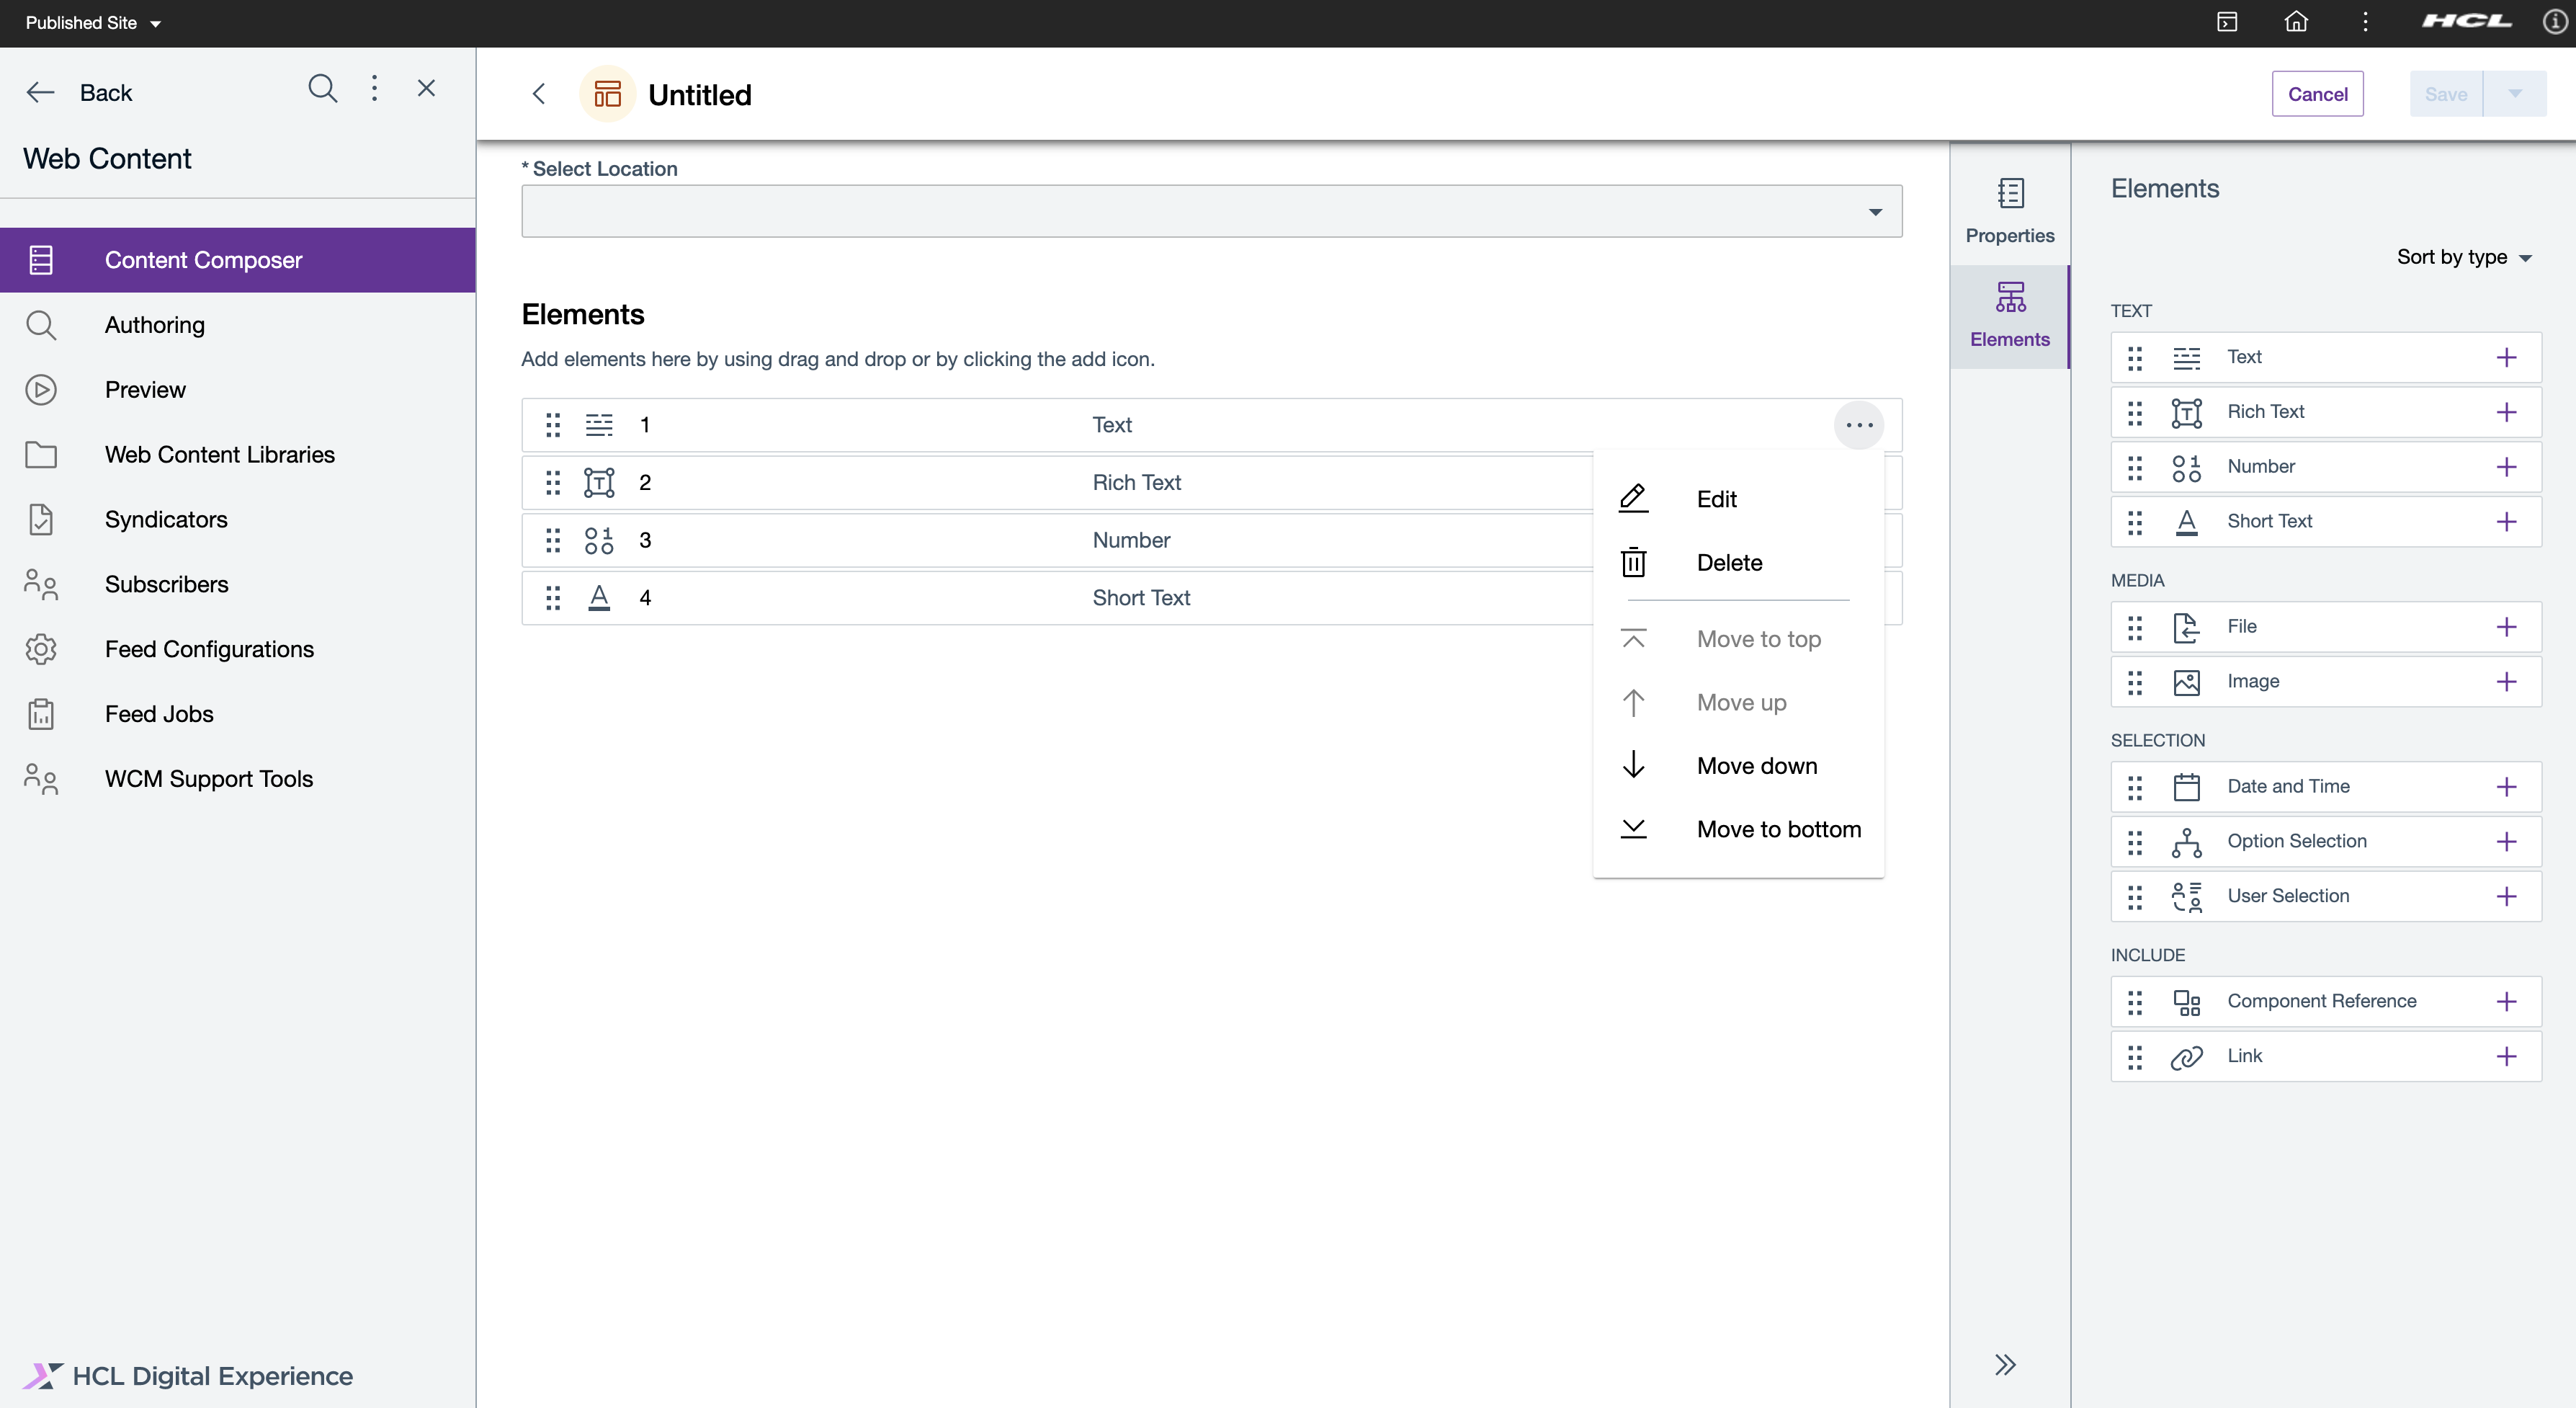 Published Site
HCL
Back
Web Content
Content Composer
Authoring
Preview
Web Content Libraries
Syndicators
Subscribers
Feed Configurations
Feed Jobs
WCM Support Tools
HCL Digital Experience
Untitled
Cancel
Save
* Select Location
Elements
Add elements here by using drag and drop or by clicking the add icon.
1 Text
2 Rich Text
3 Number
4 Short Text
Edit
Delete
Move to top
Move up
Move down
Move to bottom
Properties
Elements
Elements
Sort by type
TEXT
Text
Rich Text
Number
Short Text
MEDIA
File
Image
SELECTION
Date and Time
Option Selection
User Selection
INCLUDE
Component Reference
Link